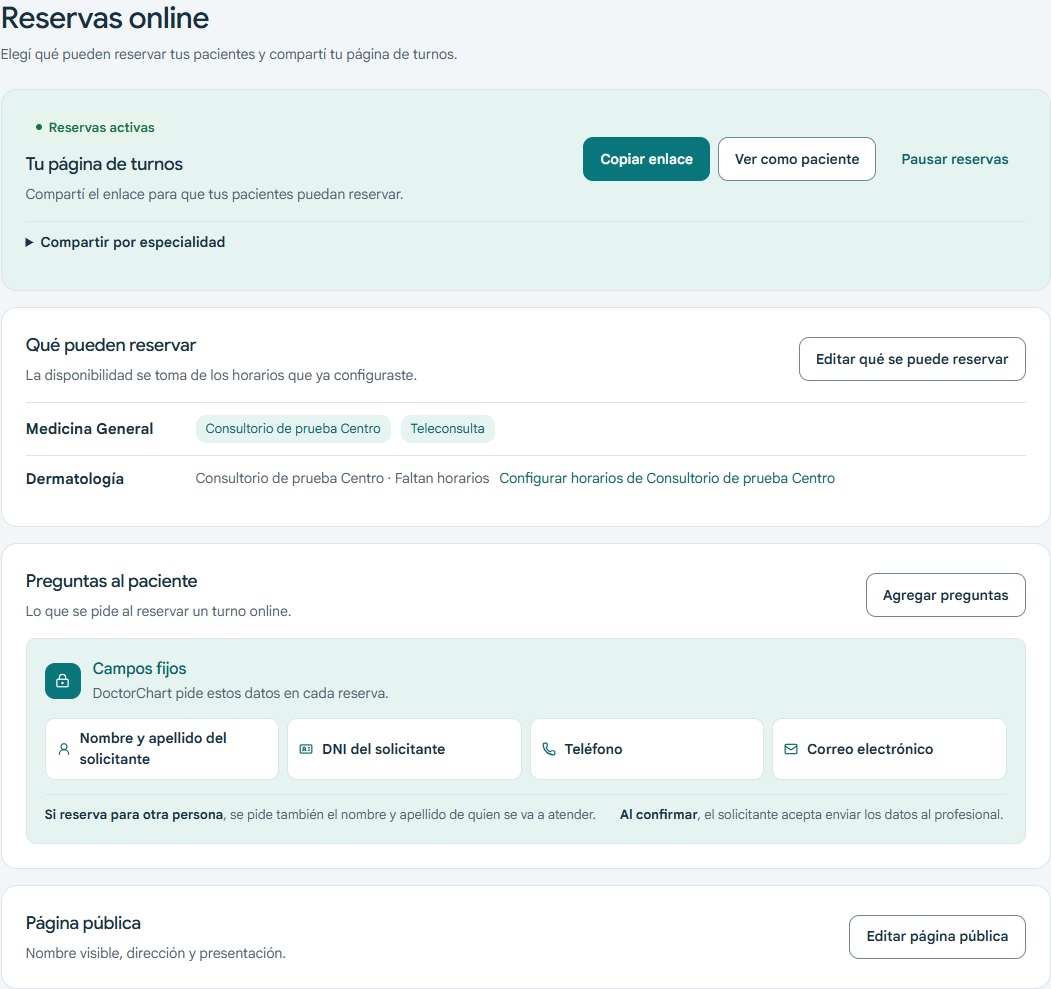 Reservas online
Elegí qué pueden reservar tus pacientes y compartí tu página de turnos.
Reservas activas
Tu página de turnos
Compartí el enlace para que tus pacientes puedan reservar.
Copiar enlace
Ver como paciente
Pausar reservas
Compartir por especialidad
Qué pueden reservar
La disponibilidad se toma de los horarios que ya configuraste.
Editar qué se puede reservar
Medicina General
Consultorio de prueba Centro
Teleconsulta
Dermatología
Consultorio de prueba Centro · Faltan horarios
Configurar horarios de Consultorio de prueba Centro
Preguntas al paciente
Lo que se pide al reservar un turno online.
Agregar preguntas
Campos fijos
DoctorChart pide estos datos en cada reserva.
Nombre y apellido del
solicitante
DNI del solicitante
Teléfono
Correo electrónico
Si reserva para otra persona, se pide también el nombre y apellido de quien se va a atender.
Al confirmar, el solicitante acepta enviar los datos al profesional.
Página pública
Nombre visible, dirección y presentación.
Editar página pública